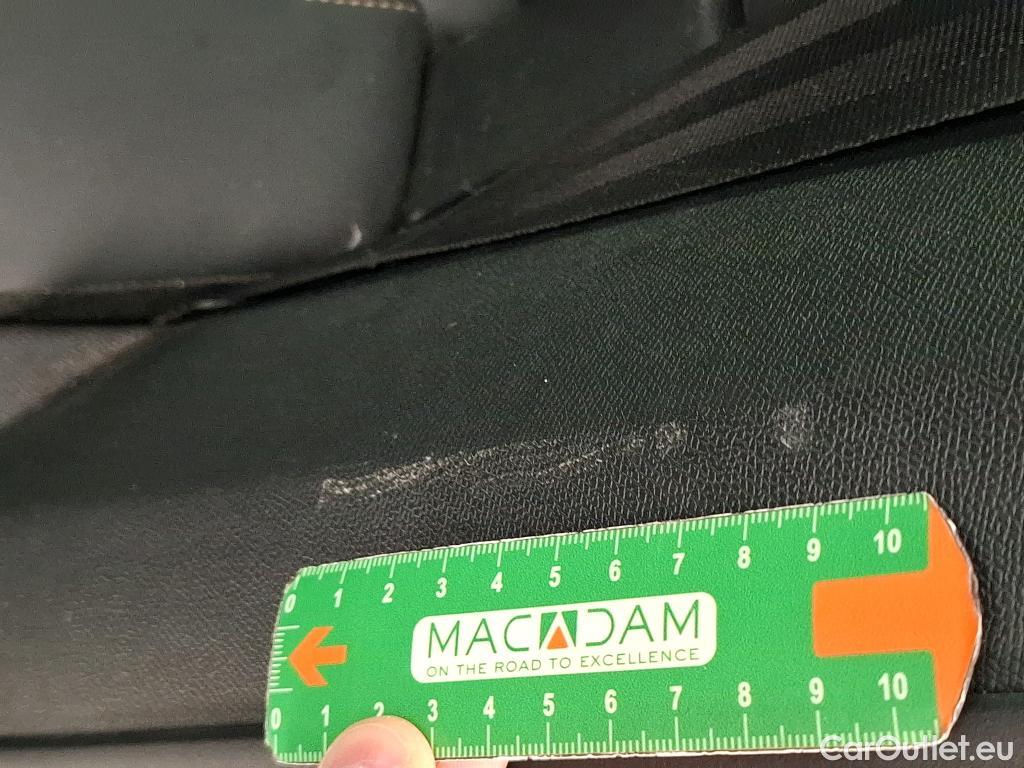 0 1 2 3 4 5 6 7 8 9 10
MACADAM
ON THE ROAD TO EXCELLENCE
0 1 2 3 4 5 6 7 8 9 10
CarOutlet.eu